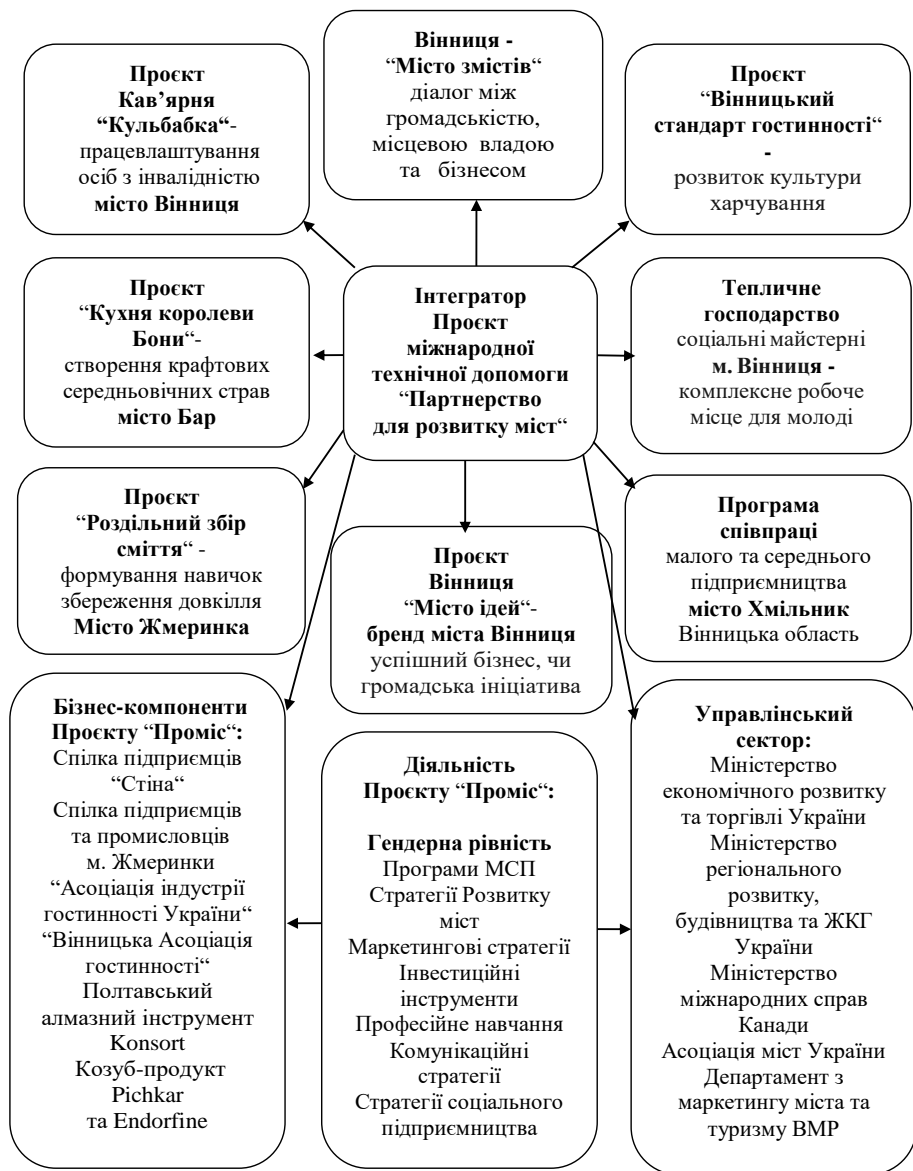 Проєкт
Кав’ярня
“Кульбабка“-
працевлаштування
осіб з інвалідністю
місто Вінниця
Вінниця -
“Місто змістів“
діалог між
громадськістю,
місцевою владою
та бізнесом
Проєкт
“Вінницький
стандарт гостинності“
-
розвиток культури
харчування
Проєкт
“Кухня королеви
Бони“-
створення крафтових
середньовічних страв
місто Бар
Інтегратор
Проєкт
міжнародної
технічної допомоги
“Партнерство
для розвитку міст“
Тепличне
господарство
соціальні майстерні
м. Вінниця -
комплексне робоче
місце для молоді
Проєкт
“Роздільний збір
сміття“ -
формування навичок
збереження довкілля
Місто Жмеринка
Проєкт
Вінниця
“Місто ідей“-
бренд міста Вінниця
успішний бізнес, чи
громадська ініціатива
Програма
співпраці
малого та середнього
підприємництва
місто Хмільник
Вінницька область
Бізнес-компоненти
Проєкту “Проміс“:
Спілка підприємців
“Стіна“
Спілка підприємців
та промисловців
м. Жмеринки
“Асоціація індустрії
гостинності України“
“Вінницька Асоціація
гостинності“
Полтавський
алмазний інструмент
Konsort
Козуб-продукт
Pichkar
та Endorfine
Діяльність
Проєкту “Проміс“:
Гендерна рівність
Програми МСП
Стратегії Розвитку
міст
Маркетингові стратегії
Інвестиційні
інструменти
Професійне навчання
Комунікаційні
стратегії
Стратегії соціального
підприємництва
Управлінський
сектор:
Міністерство
економічного розвитку
та торгівлі України
Міністерство
регіонального
розвитку,
будівництва та ЖКГ
України
Міністерство
міжнародних справ
Канади
Асоціація міст України
Департамент з
маркетингу міста та
туризму ВМР